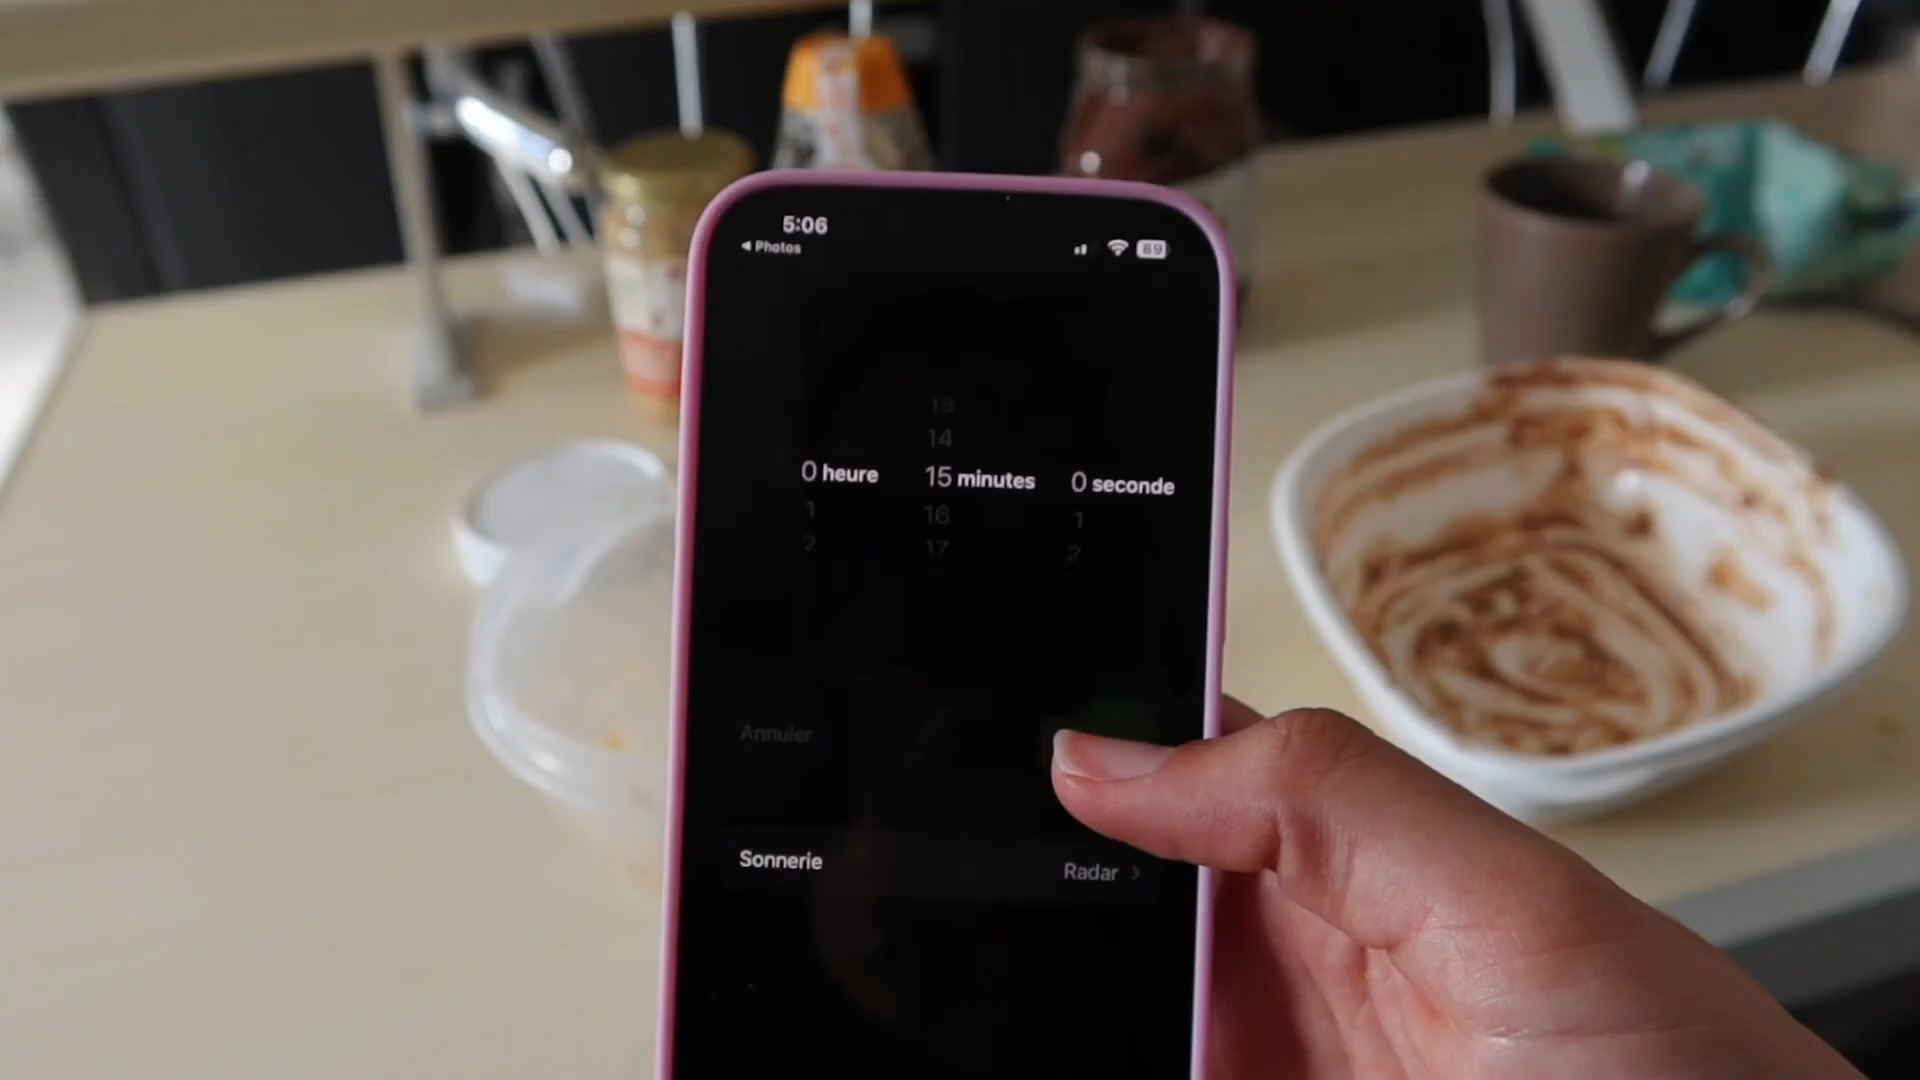 5:06
◀ Photos
89
13
14
0 heure 15 minutes 0 seconde
1 16 1
2 17 2
Annuler
Sonnerie Radar >